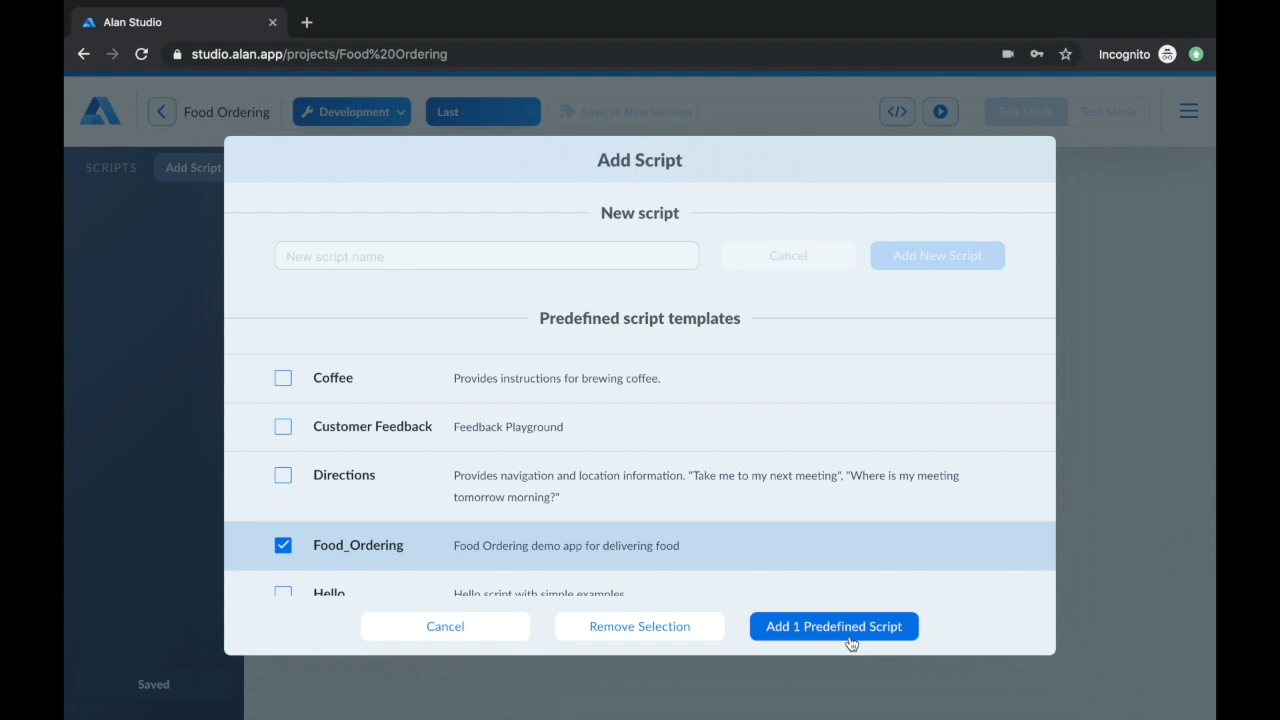 Alan Studio
studio.alan.app/projects/Food%20Ordering
Incognito
Food Ordering
Development
Last
Save as New Version
</>
Edit Mode
Test Mode
SCRIPTS
Add Script
Add Script
New script
New script name
Cancel
Add New Script
Predefined script templates
Coffee
Provides instructions for brewing coffee.
Customer Feedback
Feedback Playground
Directions
Provides navigation and location information. "Take me to my next meeting", "Where is my meeting
tomorrow morning?"
Food_Ordering
Food Ordering demo app for delivering food
Hello
Hello script with simple examples
Cancel
Remove Selection
Add 1 Predefined Script
Saved